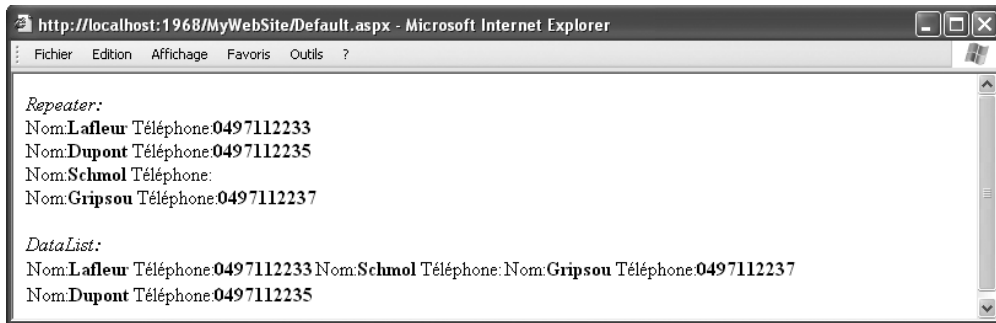 http://localhost:1968/MyWebSite/Default.aspx - Microsoft Internet Explorer
Fichier Edition Affichage Favoris Outils ?
Repeater:
Nom:Lafleur Téléphone:0497112233
Nom:Dupont Téléphone:0497112235
Nom:Schmol Téléphone:
Nom:Gripsou Téléphone:0497112237
DataList:
Nom:Lafleur Téléphone:0497112233 Nom:Schmol Téléphone: Nom:Gripsou Téléphone:0497112237
Nom:Dupont Téléphone:0497112235